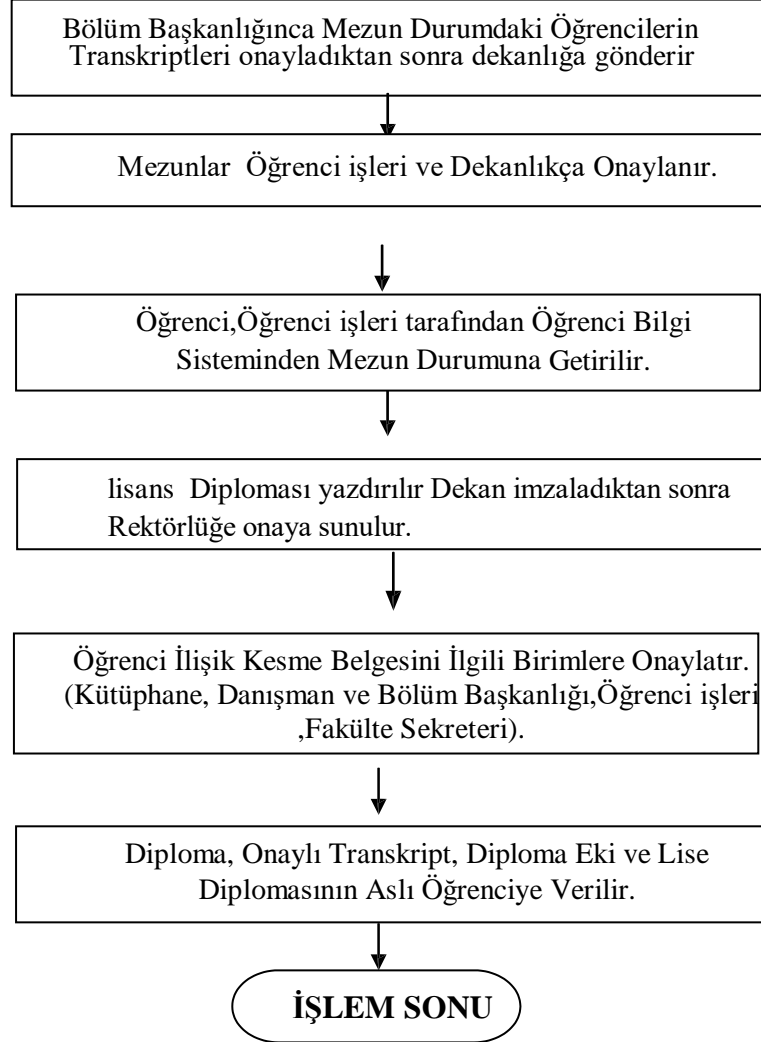 Bölüm Başkanlığınca Mezun Durumdaki Öğrencilerin
Transkriptleri onayladıktan sonra dekanlığa gönderir
Mezunlar Öğrenci işleri ve Dekanlıkça Onaylanır.
Öğrenci,Öğrenci işleri tarafından Öğrenci Bilgi
Sisteminden Mezun Durumuna Getirilir.
lisans Diploması yazdırılır Dekan imzaladıktan sonra
Rektörlüğe onaya sunulur.
Öğrenci İlişik Kesme Belgesini İlgili Birimlere Onaylatır.
(Kütüphane, Danışman ve Bölüm Başkanlığı,Öğrenci işleri
,Fakülte Sekreteri).
Diploma, Onaylı Transkript, Diploma Eki ve Lise
Diplomasının Aslı Öğrenciye Verilir.
İŞLEM SONU